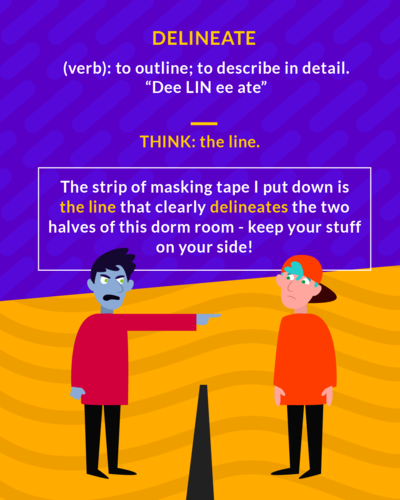 DELINEATE
(verb): to outline; to describe in detail.
“Dee LIN ee ate”
THINK: the line.
The strip of masking tape I put down is
the line that clearly delineates the two
halves of this dorm room - keep your stuff
on your side!